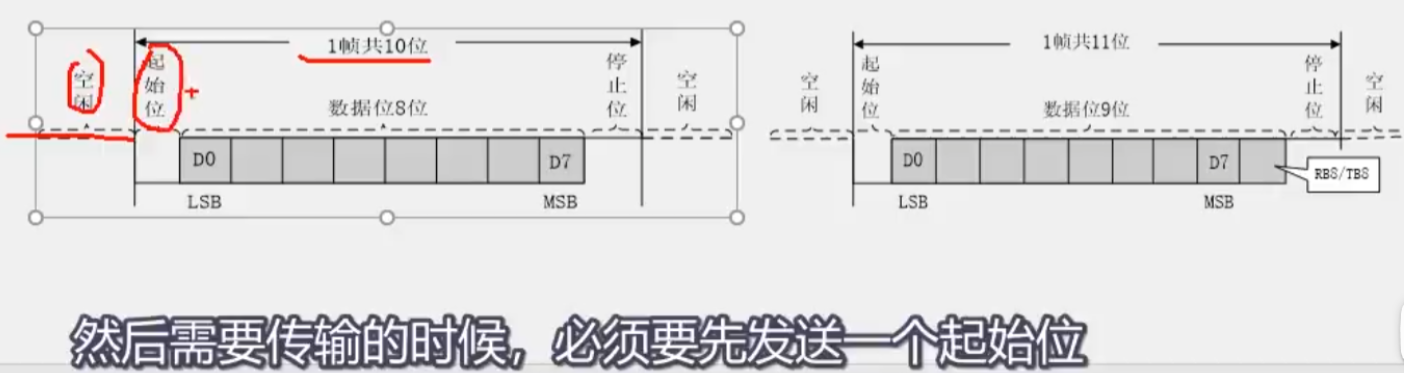 1帧共10位
空闲
起始位
数据位8位
停止位
空闲
D0
D7
LSB
MSB
1帧共11位
空闲
起始位
数据位9位
停止位
空闲
D0
D7
RB8/TB8
LSB
MSB
然后需要传输的时候，必须要先发送一个起始位